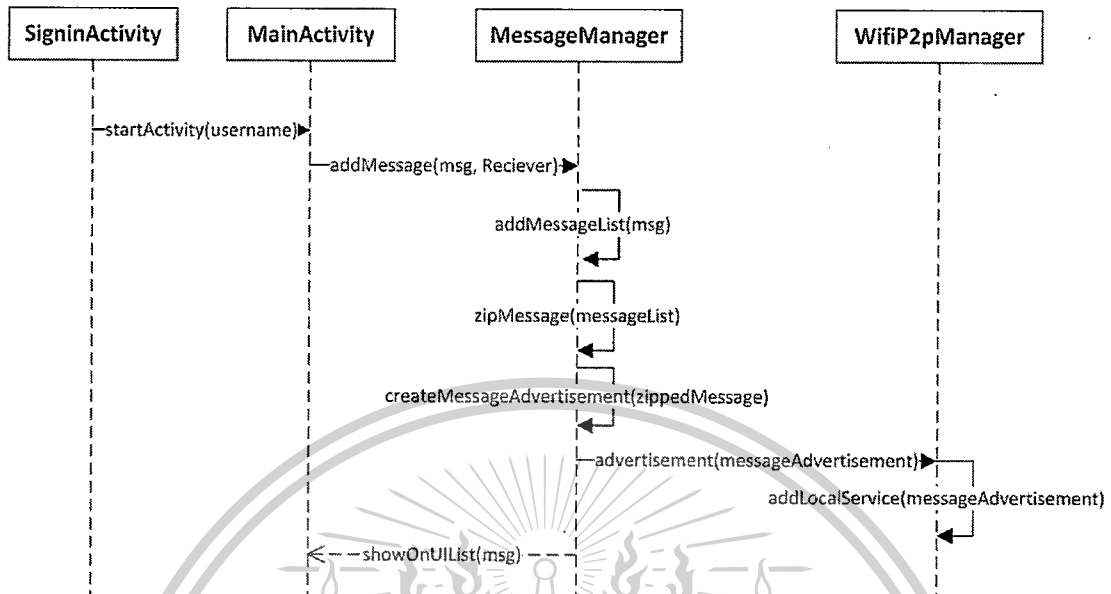 SigninActivity
MainActivity
MessageManager
WifiP2pManager
startActivity(username)
addMessage(msg, Reciever)
addMessageList(msg)
zipMessage(messageList)
createMessageAdvertisement(zippedMessage)
advertisement(messageAdvertisement)
addLocalService(messageAdvertisement)
showOnUIList(msg)